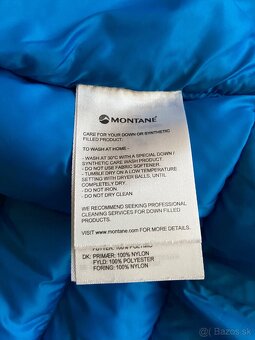 MONTANE
CARE FOR YOUR DOWN OR SYNTHETIC
FILLED PRODUCT:
TO WASH AT HOME -
- WASH AT 30°C WITH A SPECIAL DOWN /
SYNTHETIC CARE WASH PRODUCT
- DO NOT USE FABRIC SOFTENER.
- TUMBLE DRY ON A LOW TEMPERATURE
SETTING WITH DRYER BALLS, UNTIL
COMPLETELY DRY.
- DO NOT IRON.
- DO NOT DRY CLEAN.
WE RECOMMEND SEEKING PROFESSIONAL
CLEANING SERVICES FOR DOWN FILLED
PRODUCTS.
VISIT www.montane.com FOR MORE DETAILS.
DK: PRIMÆR: 100% NYLON
FYLD: 100% POLYESTER
FORING: 100% NYLON
Bazos.sk